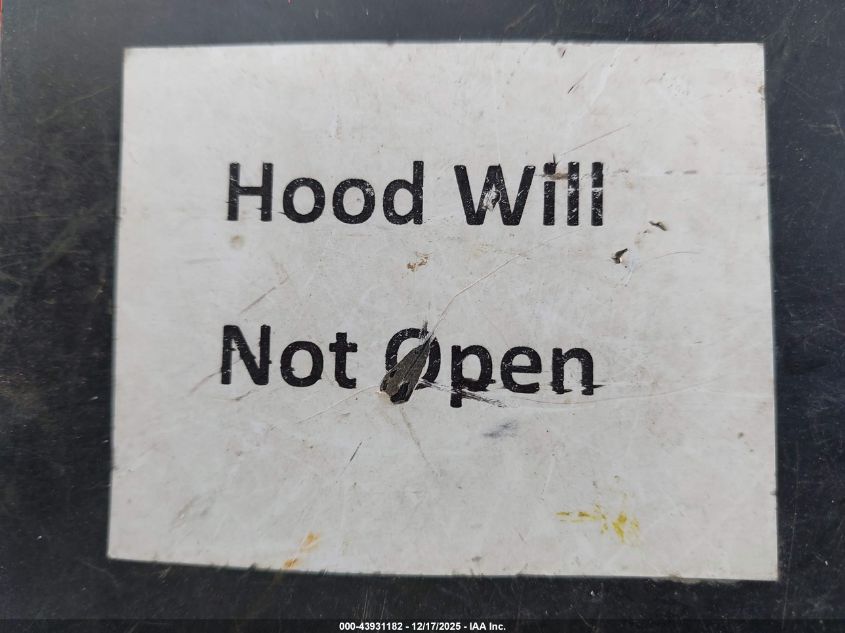 Hood Will
Not Open
000-43931182 - 12/17/2025 - IAA Inc.